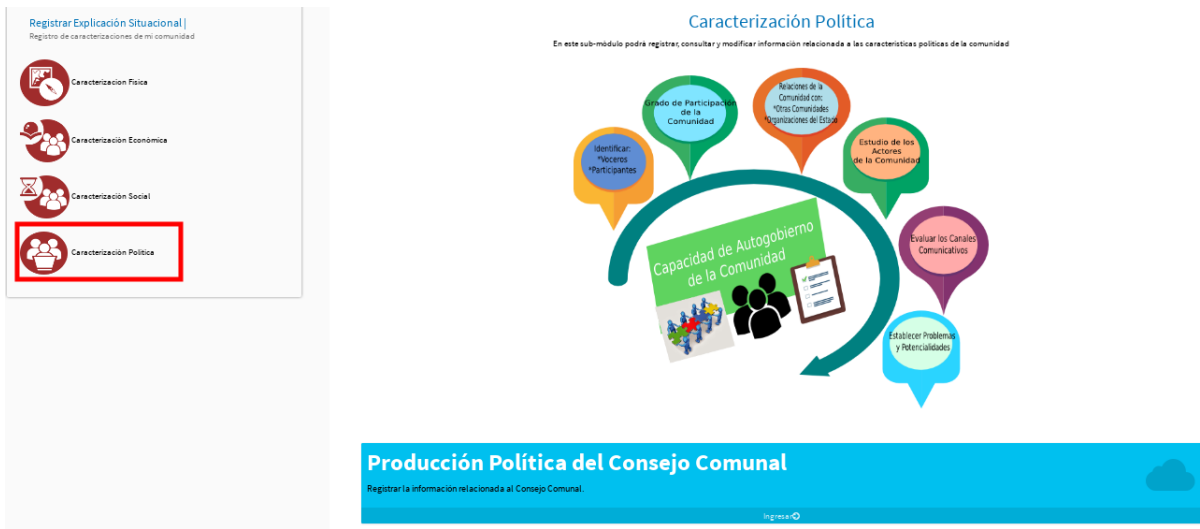 Registrar Explicación Situacional |
Registro de caracterizaciones de mi comunidad
Caracterizacion Física
Caracterización Económica
Caracterización Social
Caracterización Política
Caracterización Política
En este sub-módulo podrá registrar, consultar y modificar información relacionada a las características políticas de la comunidad
Identificar:
*Voceros
*Participantes
Grado de Participación
de la
Comunidad
Relaciones de la
Comunidad con:
*Otras Comunidades
*Organizaciones del Estado
Estudio de los
Actores
de la Comunidad
Evaluar los Canales
Comunicativos
Establecer Problemas
y Potencialidades
Capacidad de Autogobierno
de la Comunidad
Producción Política del Consejo Comunal
Registrar la información relacionada al Consejo Comunal.
Ingresar